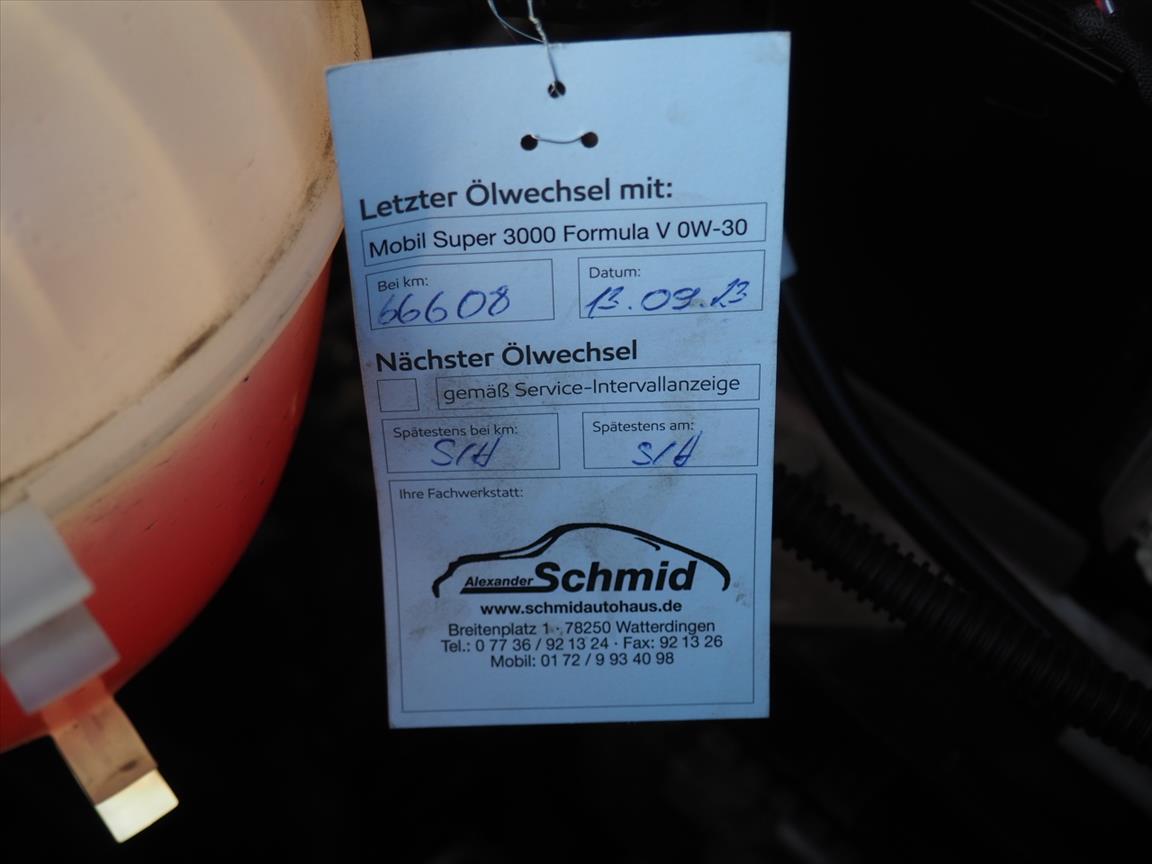 Letzter Ölwechsel mit:
Mobil Super 3000 Formula V 0W-30
Bei km: Datum:
66608 13.09.23
Nächster Ölwechsel
gemäß Service-Intervallanzeige
Spätestens bei km: Spätestens am:
SIA SIA
Ihre Fachwerkstatt:
Alexander Schmid
www.schmidautohaus.de
Breitenplatz 1 · 78250 Watterdingen
Tel.: 0 77 36 / 92 13 24 · Fax: 92 13 26
Mobil: 01 72 / 9 93 40 98